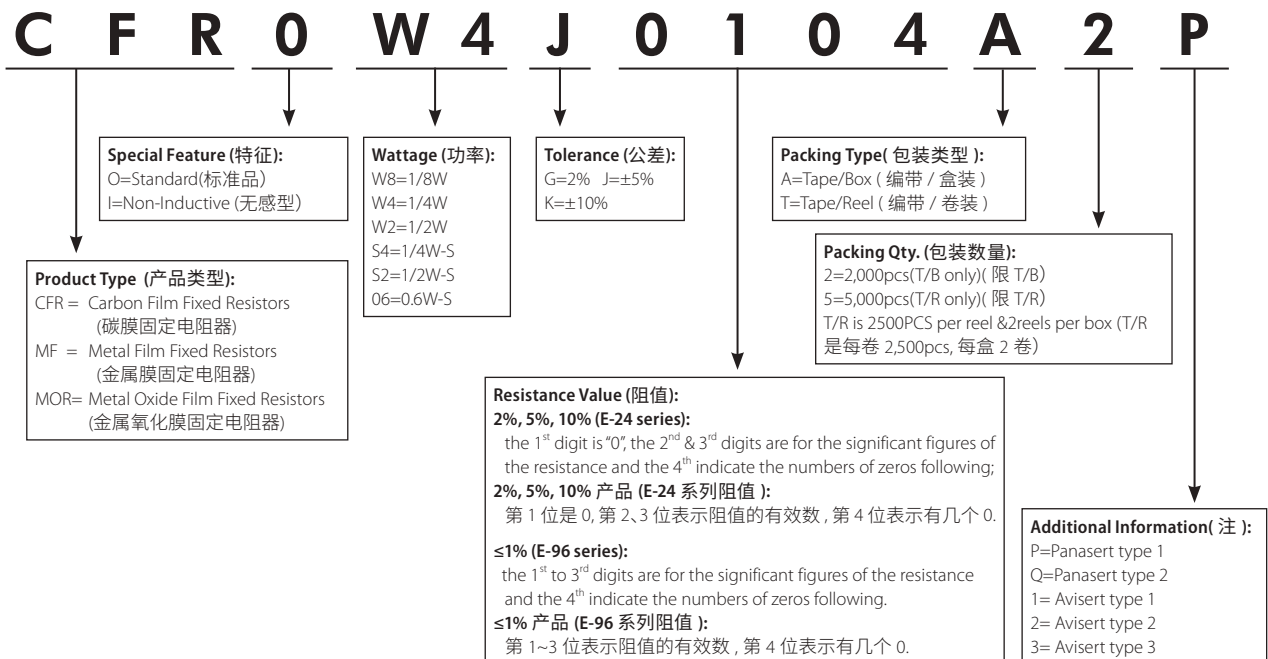 C F R 0 W 4 J 0 1 0 4 A 2 P
Special Feature (特征):
O=Standard(标准品)
I=Non-Inductive (无感型)
Wattage (功率):
W8=1/8W
W4=1/4W
W2=1/2W
S4=1/4W-S
S2=1/2W-S
06=0.6W-S
Tolerance (公差):
G=2% J=±5%
K=±10%
Packing Type( 包装类型 ):
A=Tape/Box ( 编带 / 盒装 )
T=Tape/Reel ( 编带 / 卷装 )
Packing Qty. (包装数量):
2=2,000pcs(T/B only)( 限 T/B)
5=5,000pcs(T/R only)( 限 T/R)
T/R is 2500PCS per reel &2reels per box (T/R
是每卷 2,500pcs, 每盒 2 卷)
Product Type (产品类型):
CFR = Carbon Film Fixed Resistors
(碳膜固定电阻器)
MF = Metal Film Fixed Resistors
(金属膜固定电阻器)
MOR= Metal Oxide Film Fixed Resistors
(金属氧化膜固定电阻器)
Resistance Value (阻值):
2%, 5%, 10% (E-24 series):
the 1st digit is "0", the 2nd & 3rd digits are for the significant figures of
the resistance and the 4th indicate the numbers of zeros following;
2%, 5%, 10% 产品 (E-24 系列阻值 ):
第 1 位是 0, 第 2、3 位表示阻值的有效数 , 第 4 位表示有几个 0.
≤1% (E-96 series):
the 1st to 3rd digits are for the significant figures of the resistance
and the 4th indicate the numbers of zeros following.
≤1% 产品 (E-96 系列阻值 ):
第 1~3 位表示阻值的有效数 , 第 4 位表示有几个 0.
Additional Information( 注 ):
P=Panasert type 1
Q=Panasert type 2
1= Avisert type 1
2= Avisert type 2
3= Avisert type 3